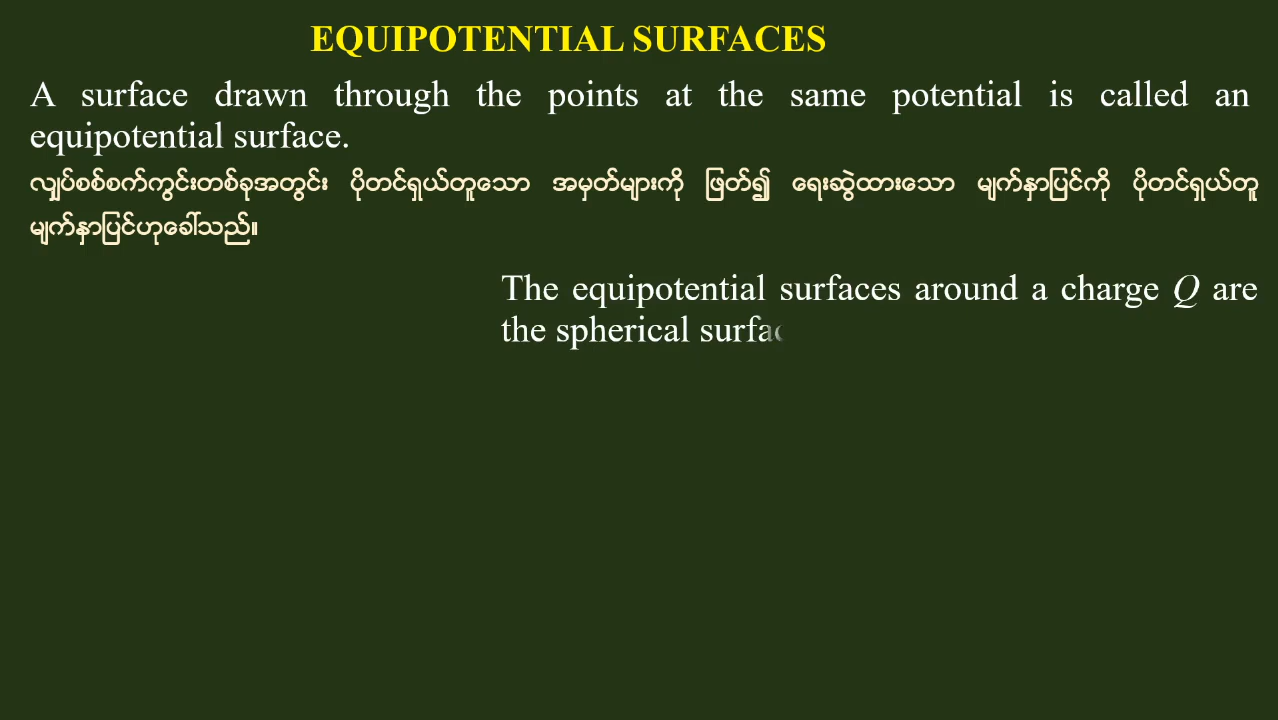 EQUIPOTENTIAL SURFACES
A surface drawn through the points at the same potential is called an
equipotential surface.
လျှပ်စစ်စက်ကွင်းတစ်ခုအတွင်း ပိုတင်ရှယ်တူသော အမှတ်များကို ဖြတ်၍ ရေးဆွဲထားသော မျက်နှာပြင်ကို ပိုတင်ရှယ်တူ
မျက်နှာပြင်ဟုခေါ်သည်။
The equipotential surfaces around a charge Q are
the spherical surfac